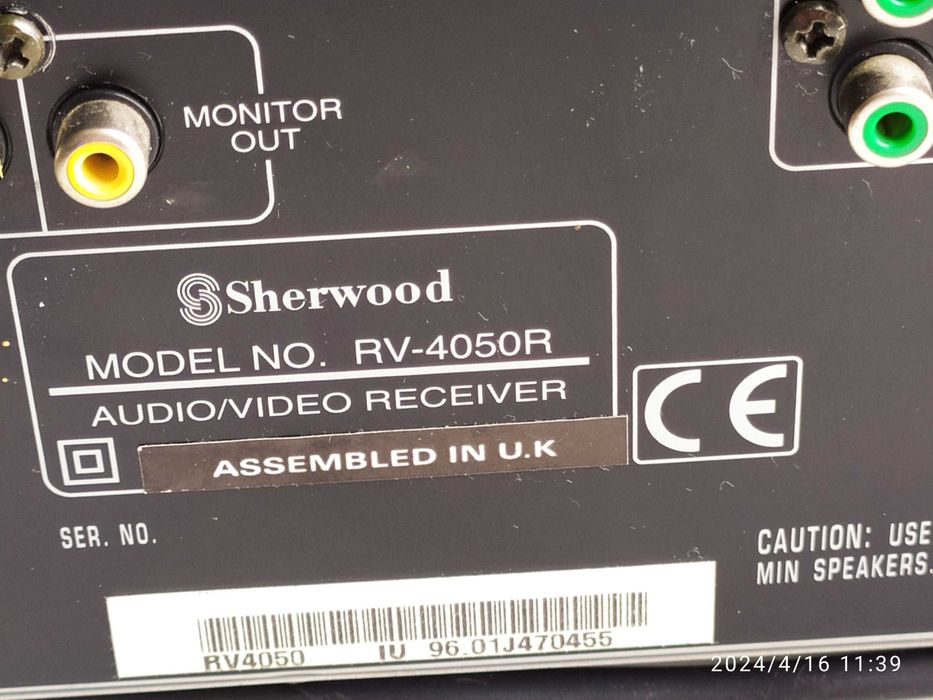 MONITOR
OUT
Sherwood
MODEL NO. RV-4050R
AUDIO/VIDEO RECEIVER
ASSEMBLED IN U.K
CE
SER. NO.
CAUTION: USE
MIN SPEAKERS.
RV4050 IU 96.01J470455
2024/4/16 11:39